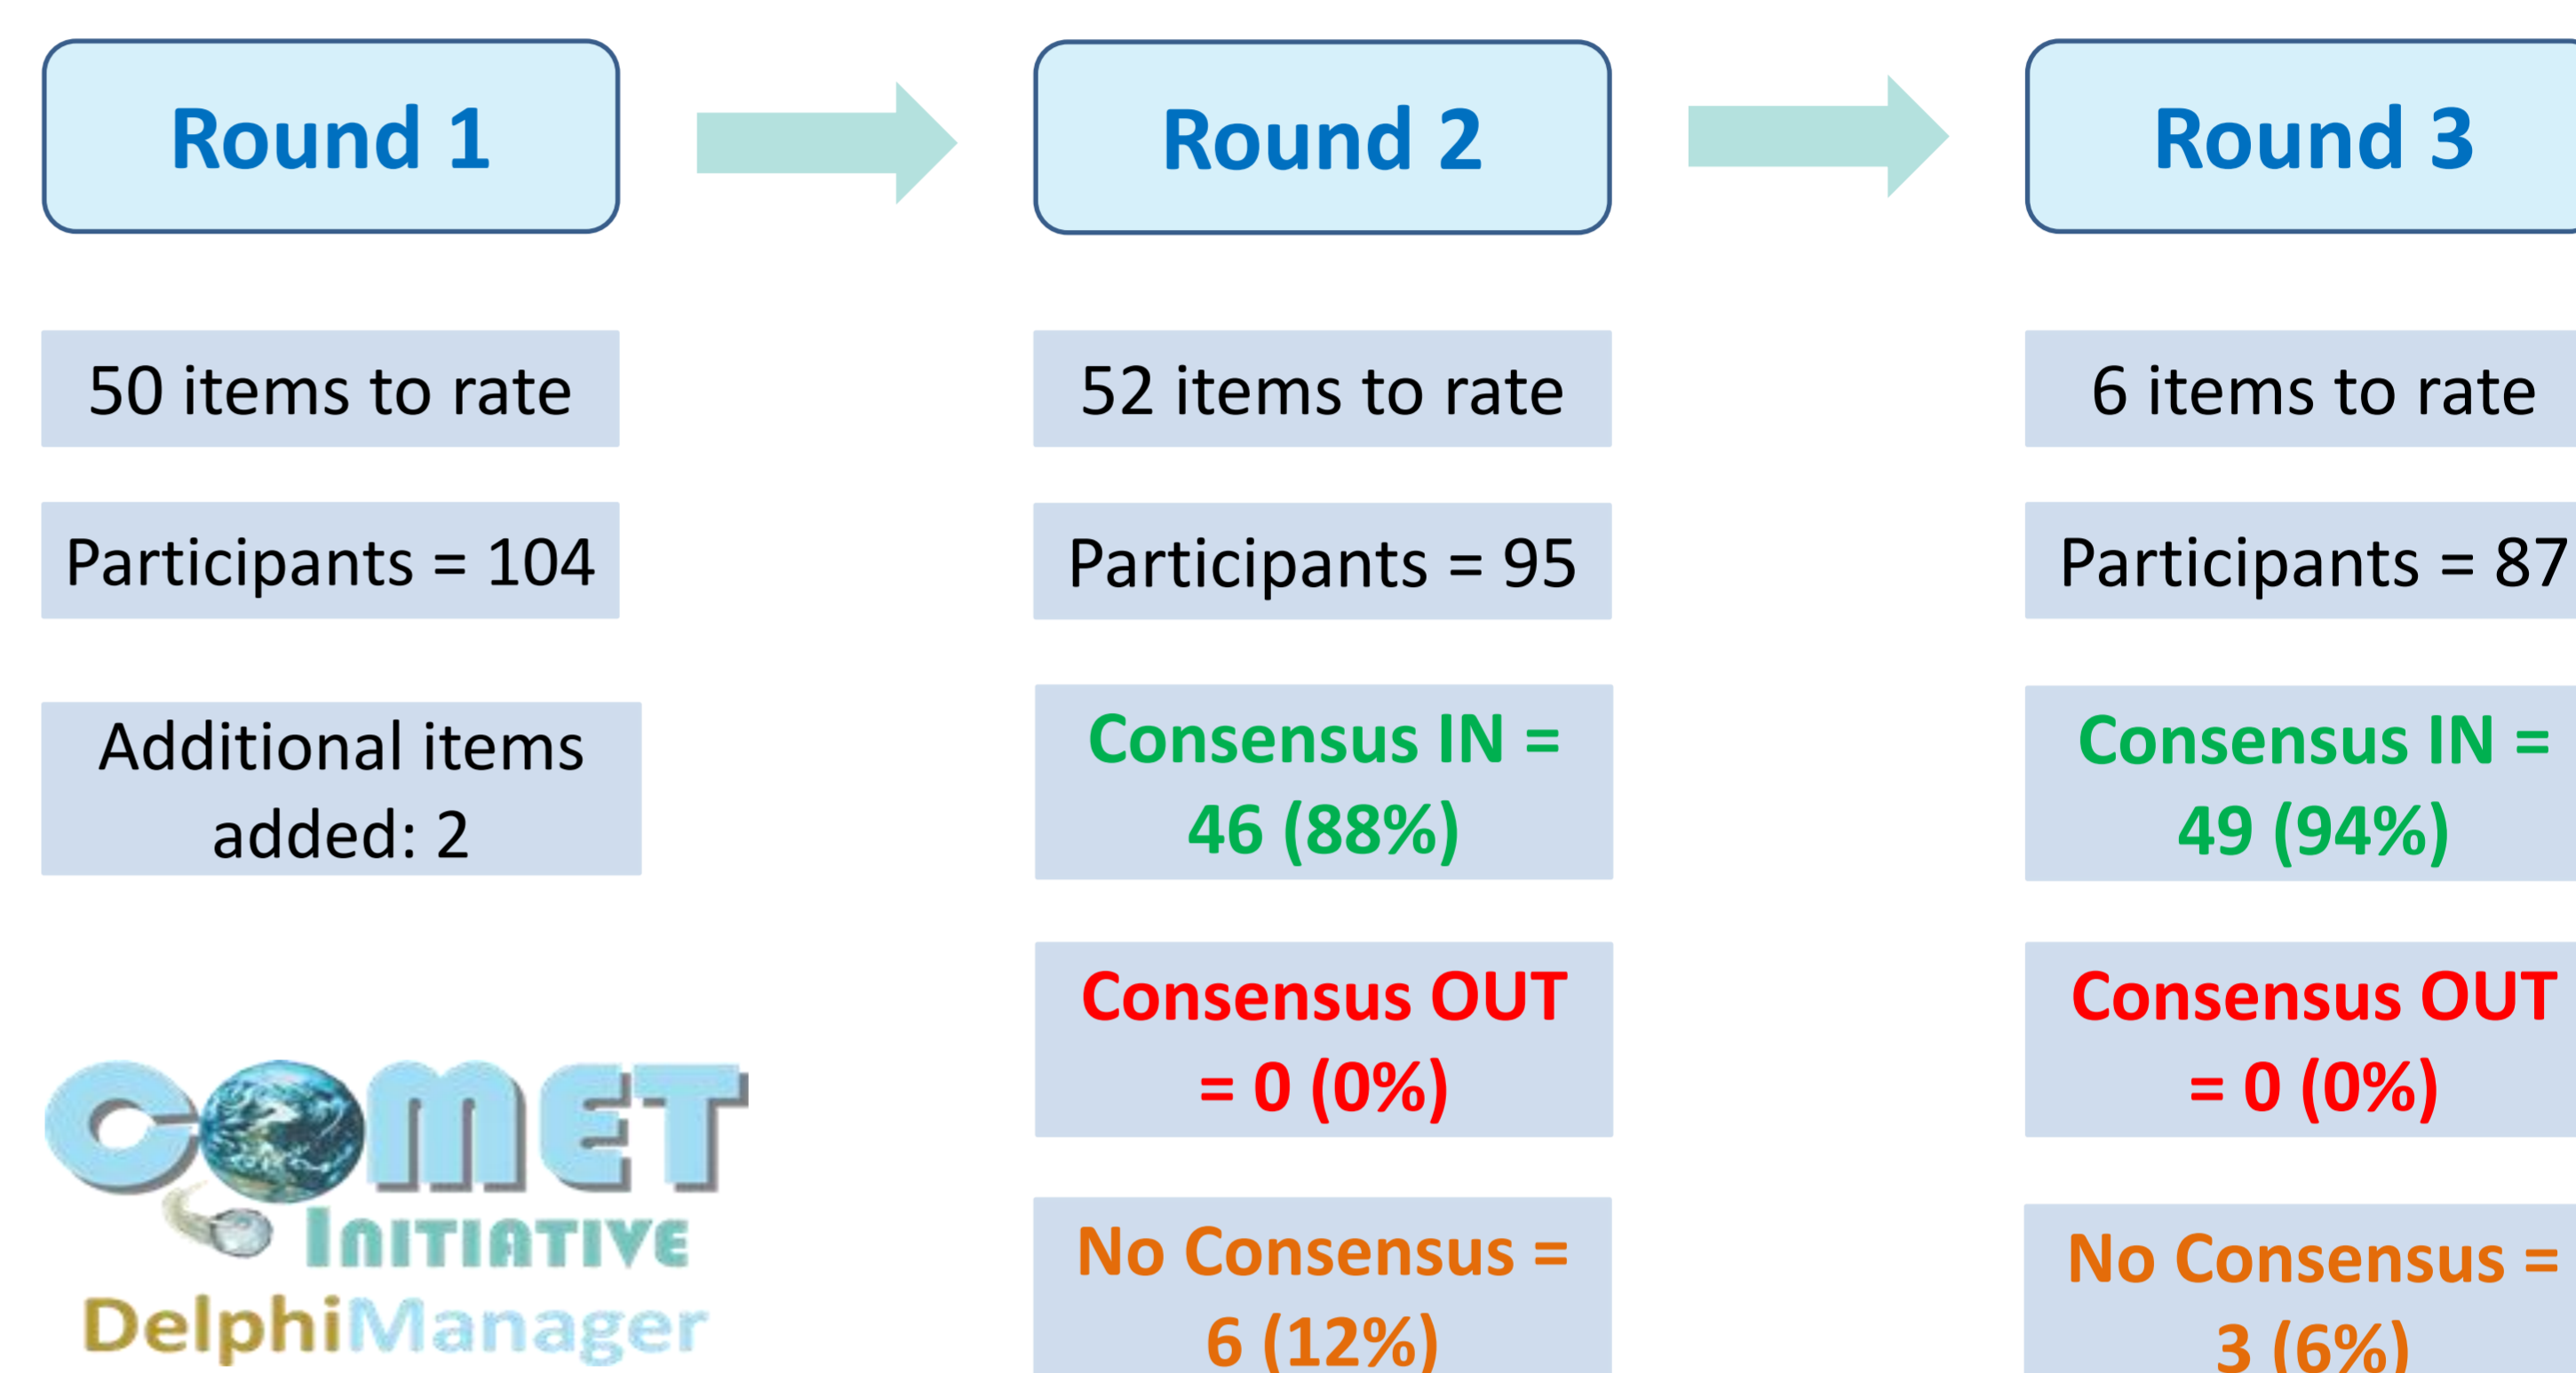 Round 1
50 items to rate
Participants = 104
Additional items
added: 2
COMET
INITIATIVE
DelphiManager
Round 2
52 items to rate
Participants = 95
Consensus IN =
46 (88%)
Consensus OUT
= 0 (0%)
No Consensus =
6 (12%)
Round 3
6 items to rate
Participants = 87
Consensus IN =
49 (94%)
Consensus OUT
= 0 (0%)
No Consensus =
3 (6%)